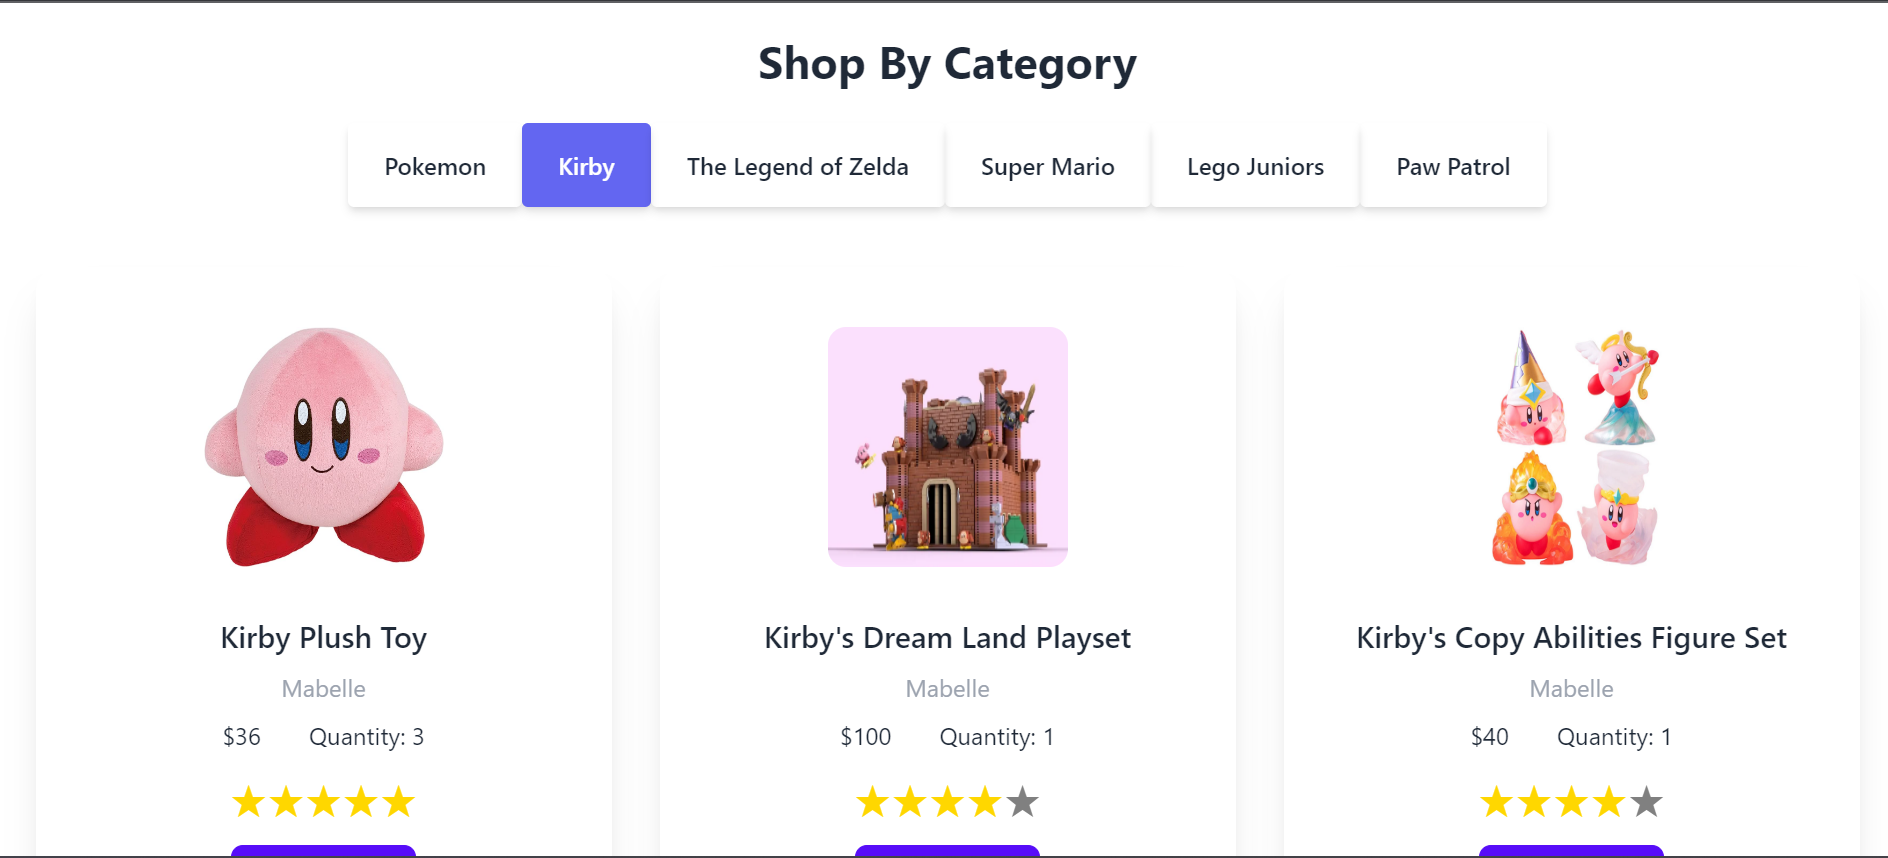 Shop By Category
Pokemon Kirby The Legend of Zelda Super Mario Lego Juniors Paw Patrol
Kirby Plush Toy
Mabelle
$36 Quantity: 3
Kirby's Dream Land Playset
Mabelle
$100 Quantity: 1
Kirby's Copy Abilities Figure Set
Mabelle
$40 Quantity: 1